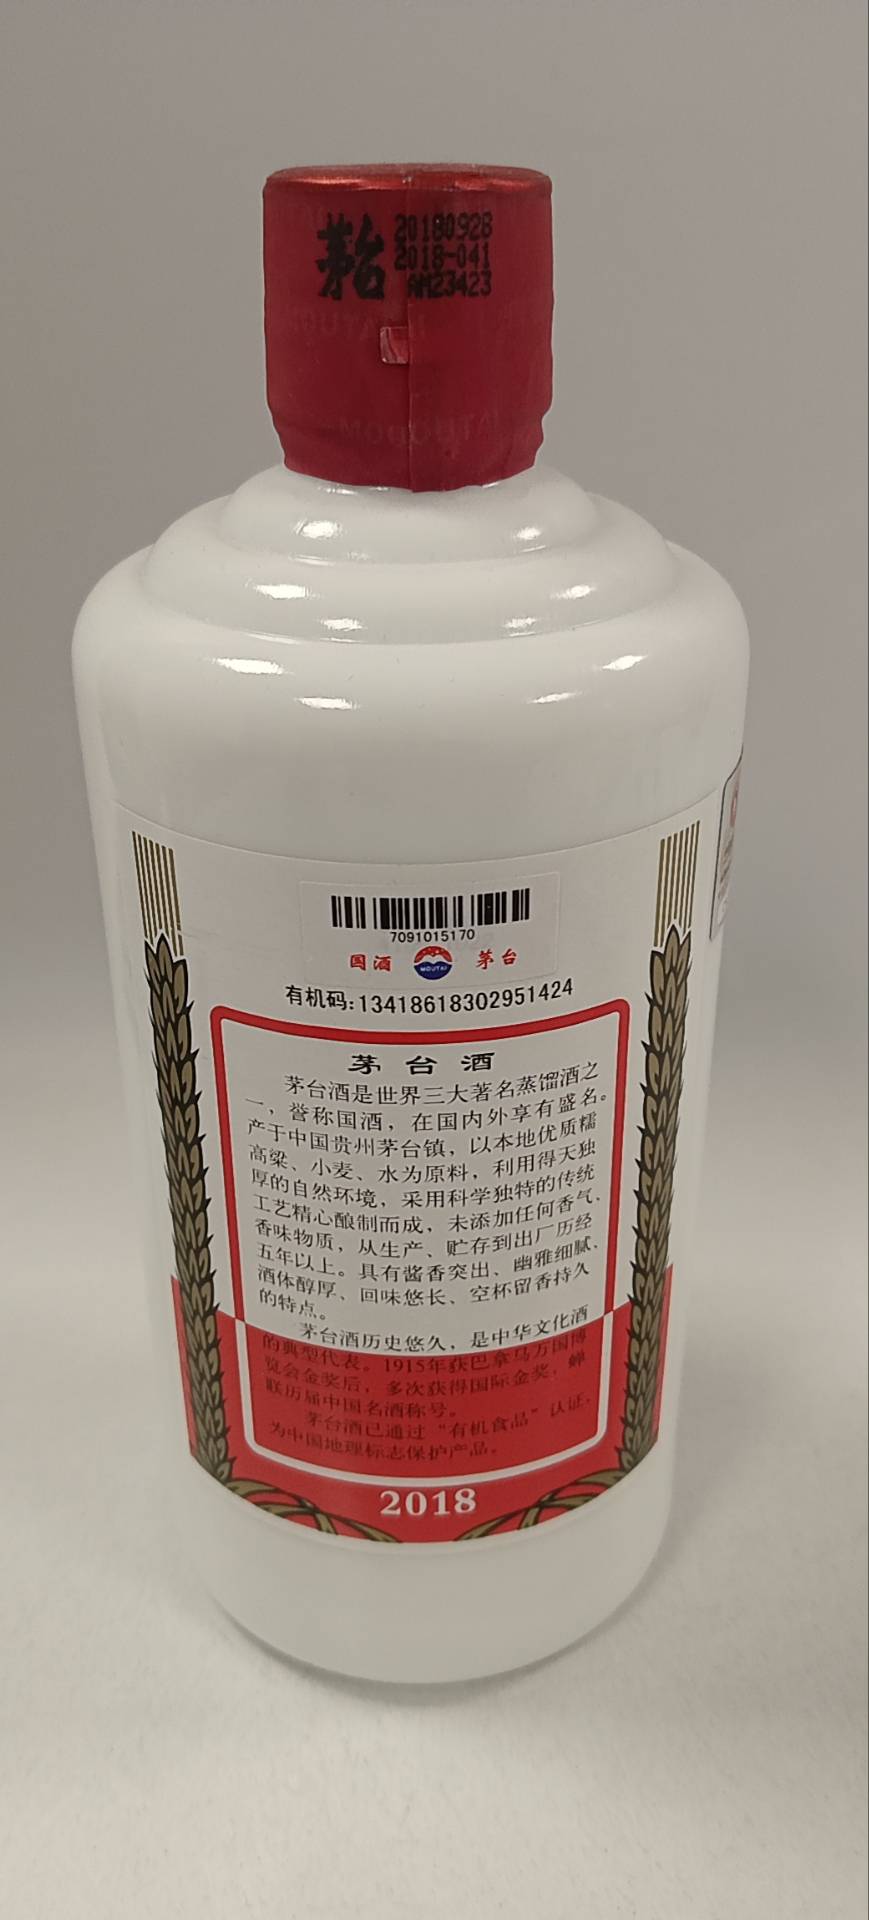 茅台
20180928
2018-041
AM23423
MOUTAI
7091015170
国酒 MOUTAI 茅台
有机码:13418618302951424
茅台酒
茅台酒是世界三大著名蒸馏酒之
一，誉称国酒，在国内外享有盛名。
产于中国贵州茅台镇，以本地优质糯
高粱、小麦、水为原料，利用得天独
厚的自然环境，采用科学独特的传统
工艺精心酿制而成，未添加任何香气、
香味物质，从生产、贮存到出厂历经
五年以上。具有酱香突出、幽雅细腻、
酒体醇厚、回味悠长、空杯留香持久
的特点。
茅台酒历史悠久，是中华文化酒
的典型代表。1915年获巴拿马万国博
览会金奖后，多次获得国际金奖，蝉
联历届中国名酒称号。
茅台酒已通过“有机食品”认证，
为中国地理标志保护产品。
2018